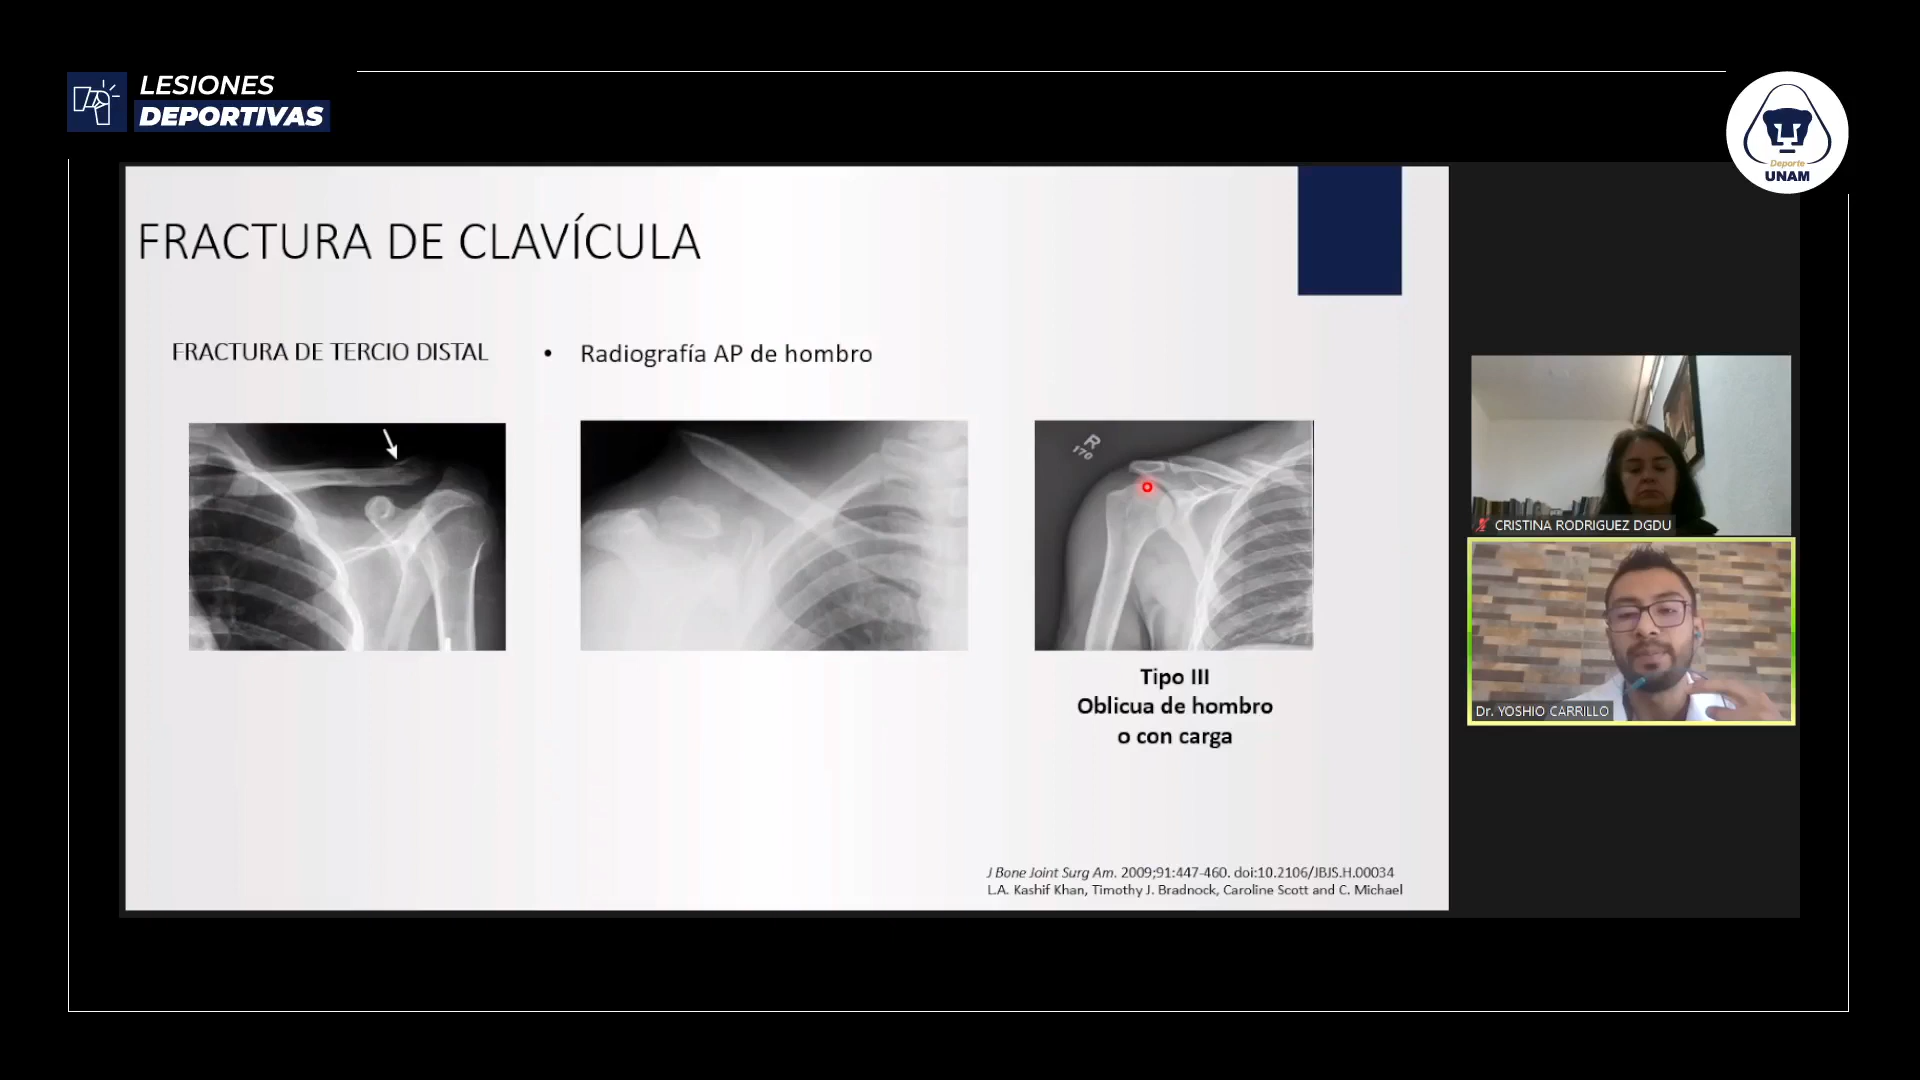 LESIONES
DEPORTIVAS
Deporte
UNAM
FRACTURA DE CLAVÍCULA
FRACTURA DE TERCIO DISTAL
• Radiografía AP de hombro
R
170
Tipo III
Oblicua de hombro
o con carga
J Bone Joint Surg Am. 2009;91:447-460. doi:10.2106/JBJS.H.00034
L.A. Kashif Khan, Timothy J. Bradnock, Caroline Scott and C. Michael
CRISTINA RODRIGUEZ DGDU
Dr. YOSHIO CARRILLO